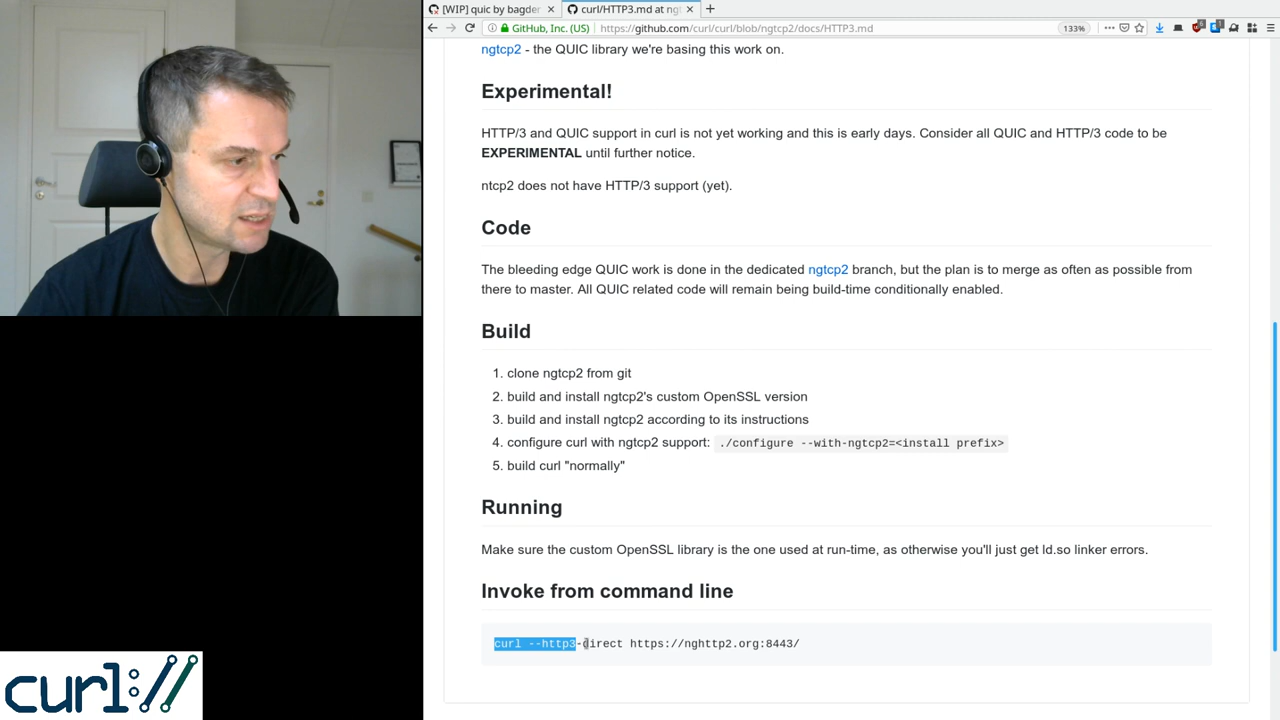 [WIP] quic by bagder
curl/HTTP3.md at ngt
GitHub, Inc. (US)
https://github.com/curl/curl/blob/ngtcp2/docs/HTTP3.md
133%
ngtcp2 - the QUIC library we're basing this work on.
Experimental!
HTTP/3 and QUIC support in curl is not yet working and this is early days. Consider all QUIC and HTTP/3 code to be
EXPERIMENTAL until further notice.
ntcp2 does not have HTTP/3 support (yet).
Code
The bleeding edge QUIC work is done in the dedicated ngtcp2 branch, but the plan is to merge as often as possible from
there to master. All QUIC related code will remain being build-time conditionally enabled.
Build
1. clone ngtcp2 from git
2. build and install ngtcp2's custom OpenSSL version
3. build and install ngtcp2 according to its instructions
4. configure curl with ngtcp2 support: ./configure --with-ngtcp2=<install prefix>
5. build curl "normally"
Running
Make sure the custom OpenSSL library is the one used at run-time, as otherwise you'll just get ld.so linker errors.
Invoke from command line
curl --http3-direct https://nghttp2.org:8443/
curl://